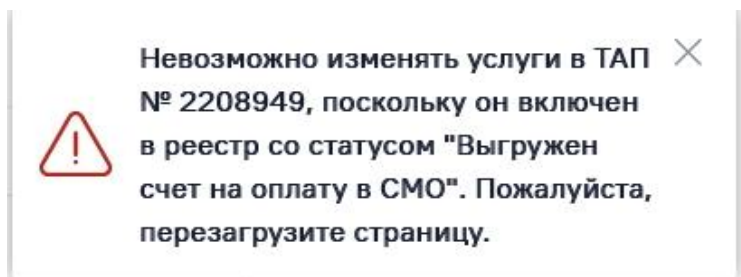 Невозможно изменять услуги в ТАП
№ 2208949, поскольку он включен
в реестр со статусом "Выгружен
счет на оплату в СМО". Пожалуйста,
перезагрузите страницу.